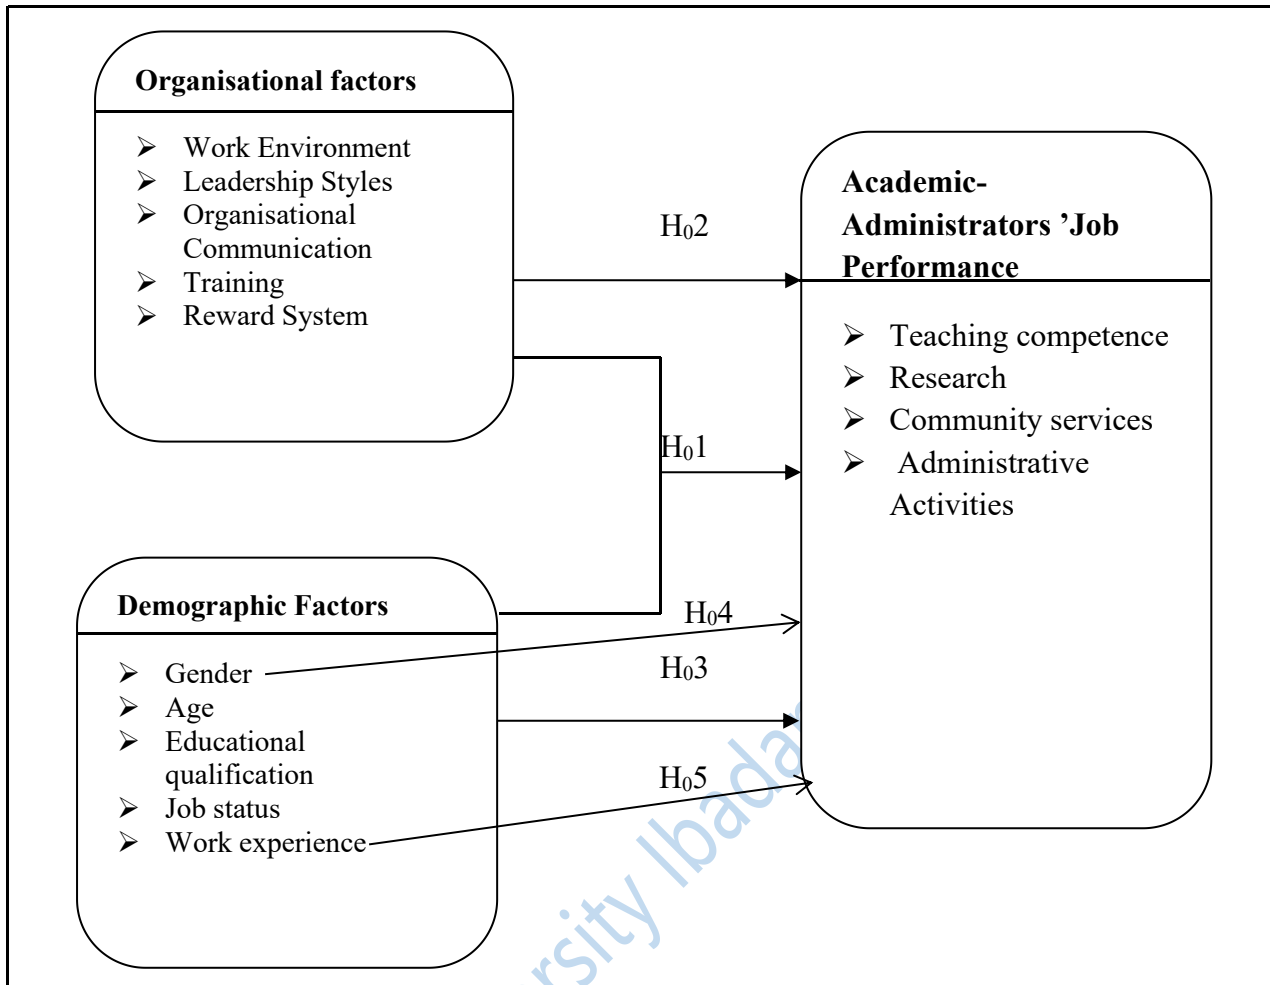 Organisational factors
➢ Work Environment
➢ Leadership Styles
➢ Organisational
Communication
➢ Training
➢ Reward System
H₀2
H₀1
Academic-
Administrators ’Job
Performance
➢ Teaching competence
➢ Research
➢ Community services
➢ Administrative
Activities
Demographic Factors
➢ Gender
➢ Age
➢ Educational
qualification
➢ Job status
➢ Work experience
H₀4
H₀3
H₀5
Ibadan